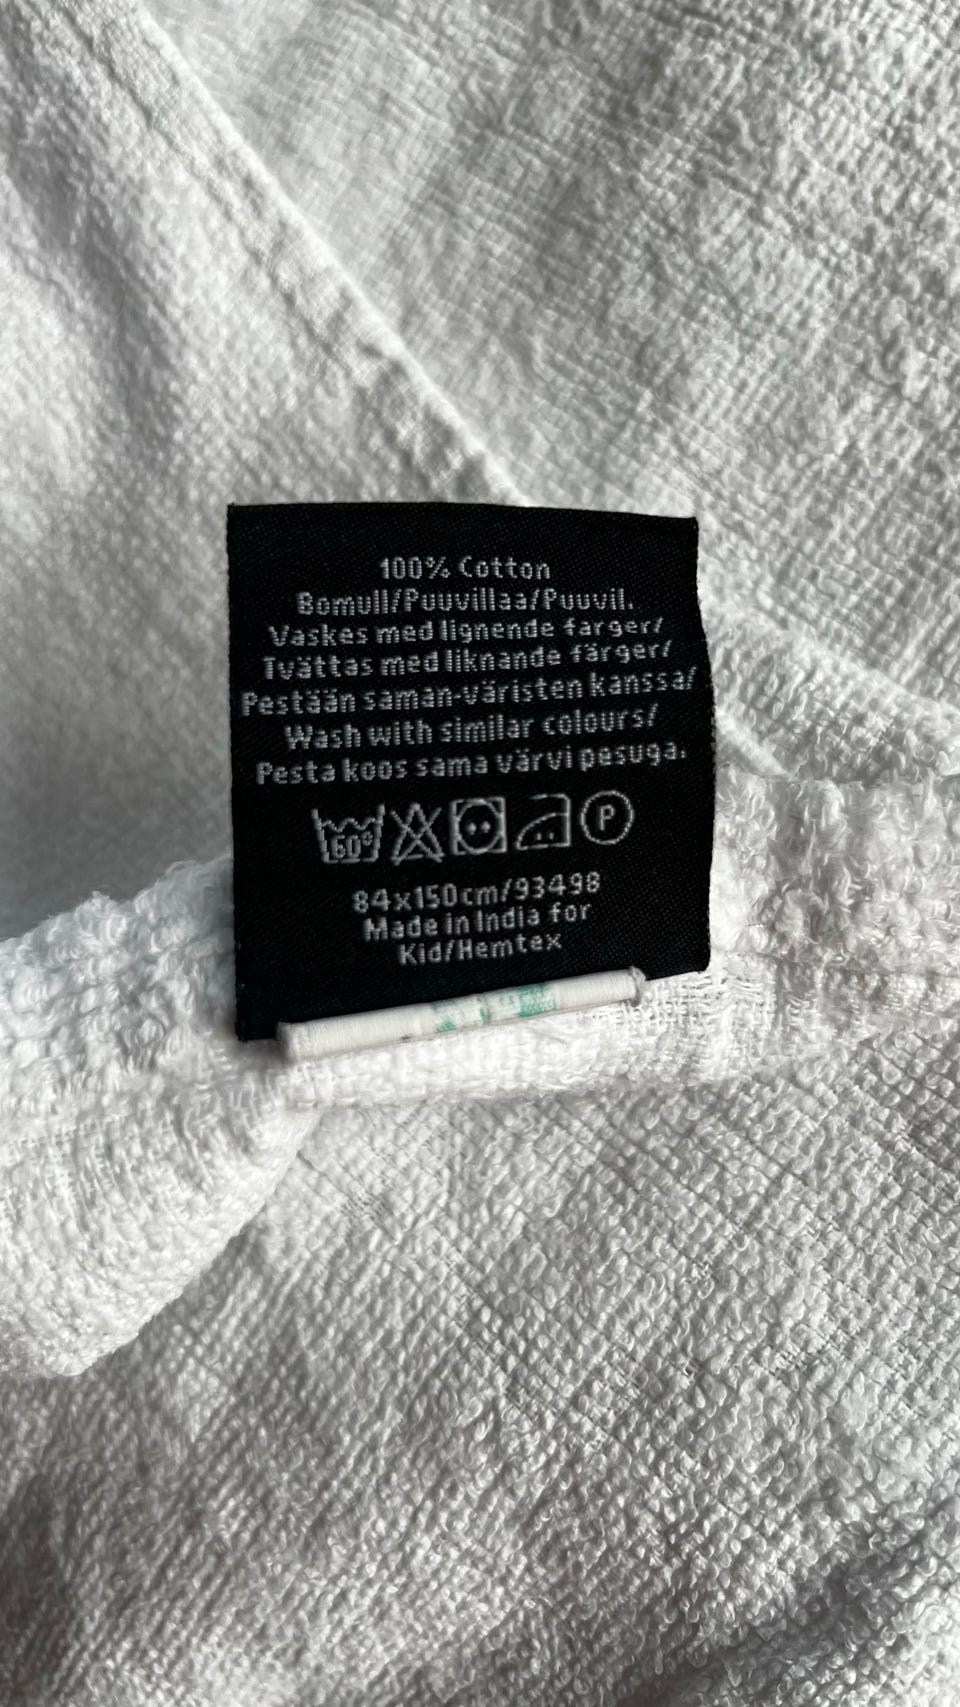 100% Cotton
Bomull/Puuvillaa/Puuvil.
Vaskes med lignende farger/
Tvättas med liknande färger/
Pestään saman-väristen kanssa/
Wash with similar colours/
Pesta koos sama värvi pesuga.
60° P
84x150cm/93498
Made in India for
Kid/Hemtex